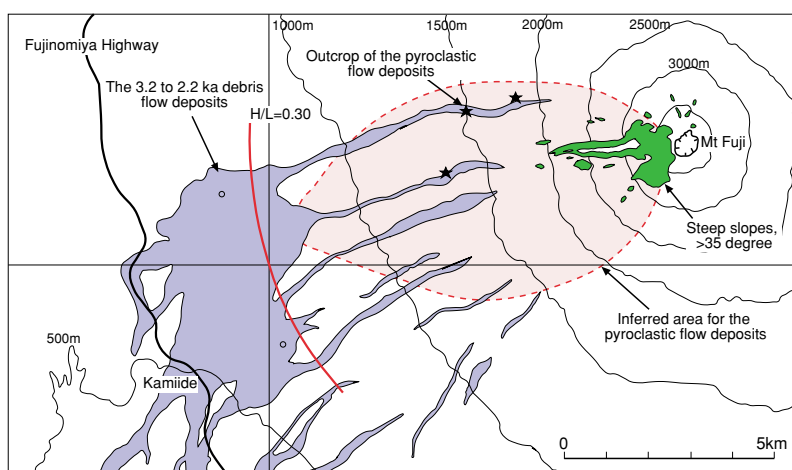 1000m
1500m
2000m
2500m
Fujinomiya Highway
Outcrop of the pyroclastic
flow deposits
3000m
The 3.2 to 2.2 ka debris
flow deposits
H/L=0.30
Mt Fuji
Steep slopes,
>35 degree
Inferred area for the
pyroclastic flow deposits
500m
Kamiide
0
5km